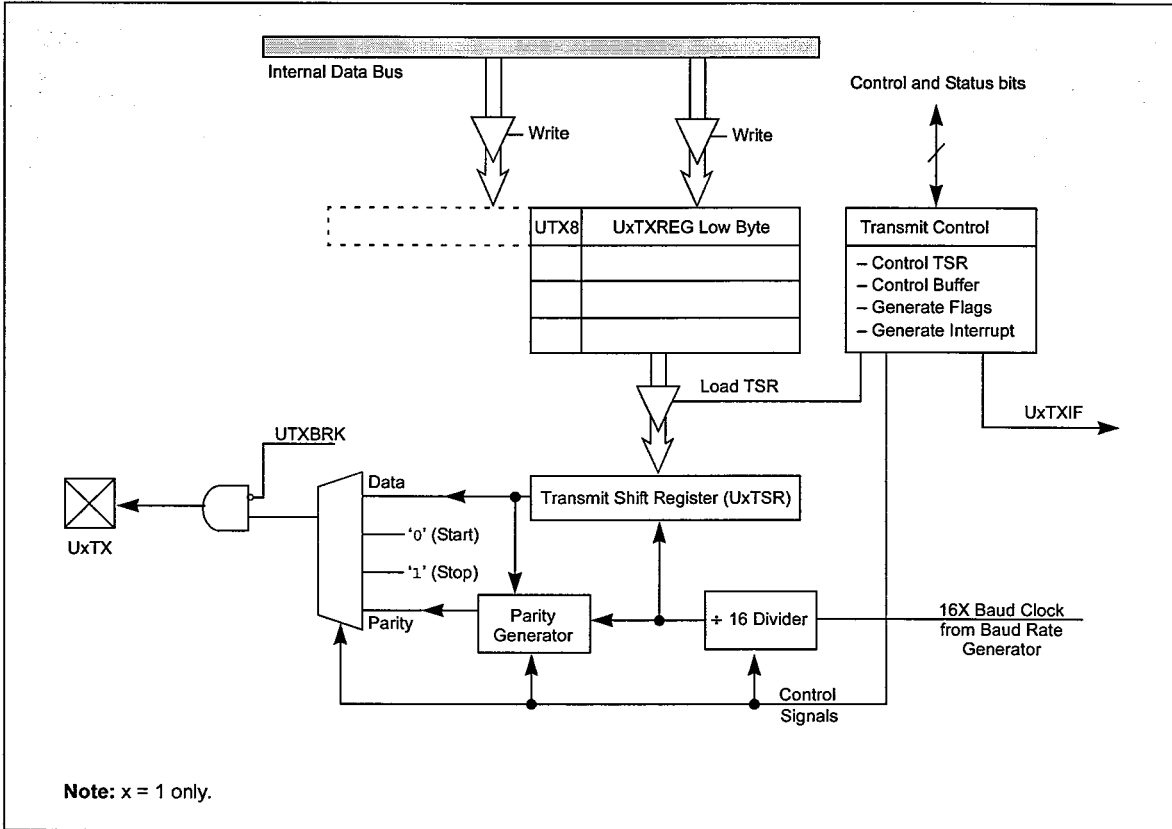 Internal Data Bus
Control and Status bits
Write
Write
UTX8
UxTXREG Low Byte
Transmit Control
– Control TSR
– Control Buffer
– Generate Flags
– Generate Interrupt
Load TSR
UxTXIF
UTXBRK
Data
Transmit Shift Register (UxTSR)
UxTX
‘0’ (Start)
‘1’ (Stop)
Parity
Parity
Generator
÷ 16 Divider
16X Baud Clock
from Baud Rate
Generator
Control
Signals
Note: x = 1 only.